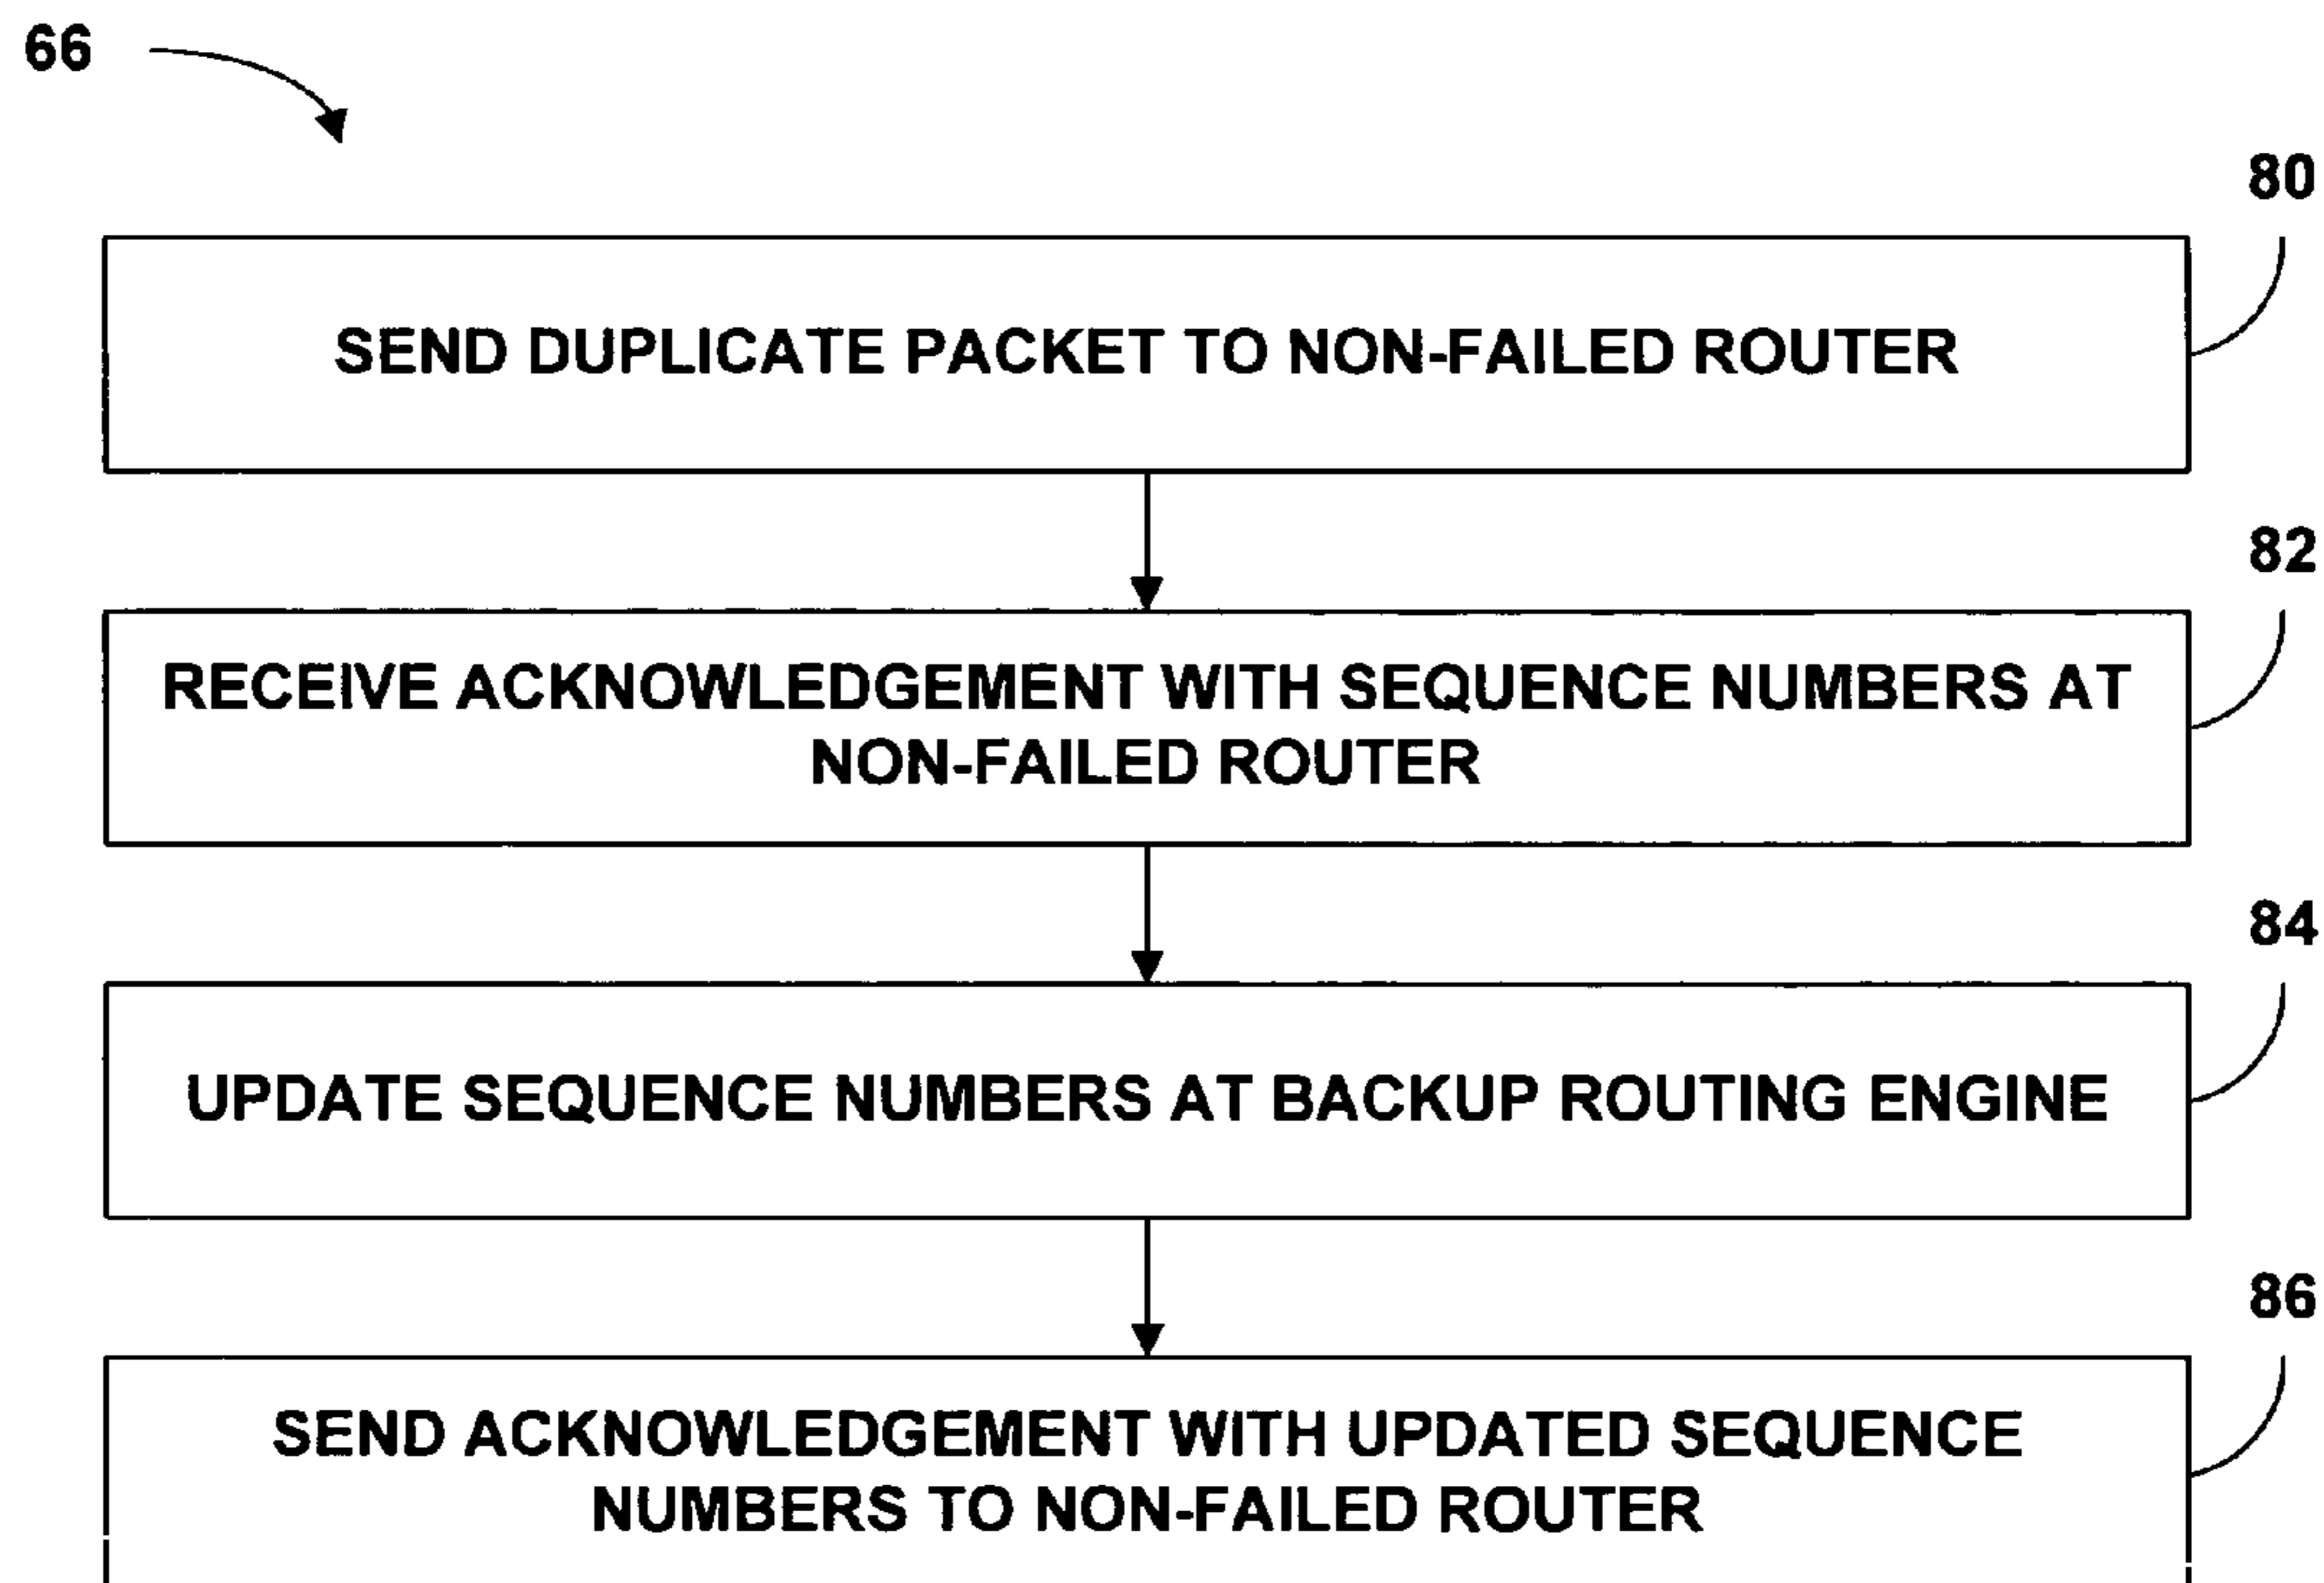 66
80
SEND DUPLICATE PACKET TO NON-FAILED ROUTER
82
RECEIVE ACKNOWLEDGEMENT WITH SEQUENCE NUMBERS AT
NON-FAILED ROUTER
84
UPDATE SEQUENCE NUMBERS AT BACKUP ROUTING ENGINE
86
SEND ACKNOWLEDGEMENT WITH UPDATED SEQUENCE
NUMBERS TO NON-FAILED ROUTER